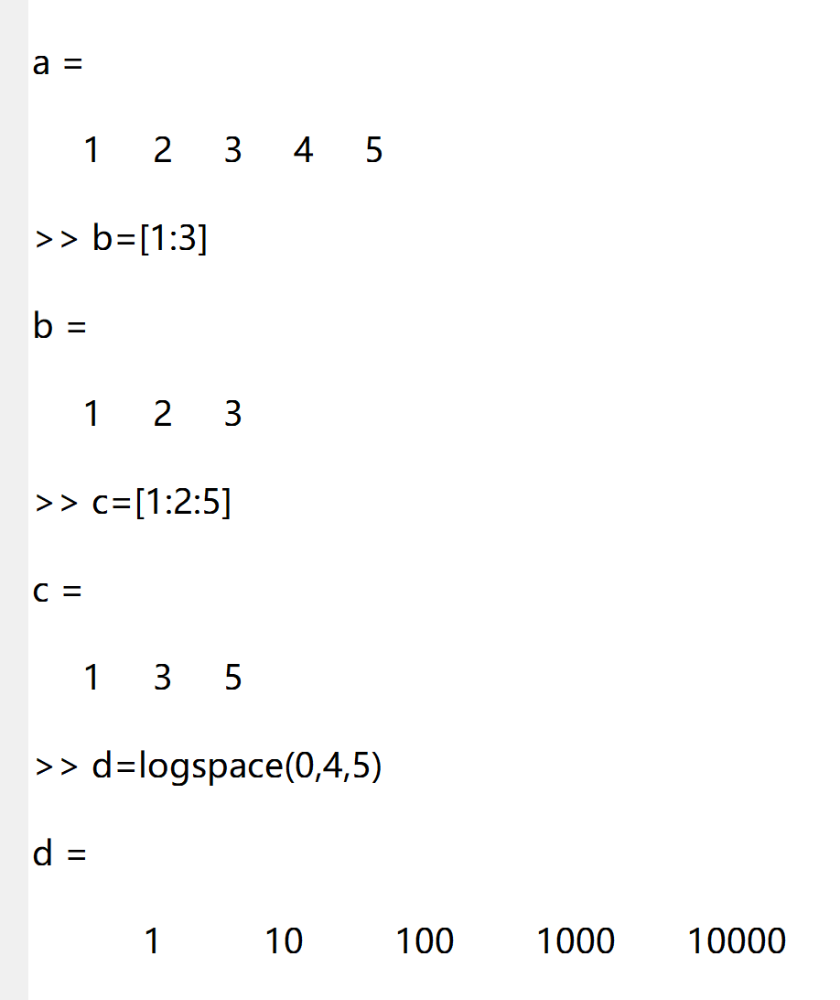 a =
1 2 3 4 5
>> b=[1:3]
b =
1 2 3
>> c=[1:2:5]
c =
1 3 5
>> d=logspace(0,4,5)
d =
1 10 100 1000 10000